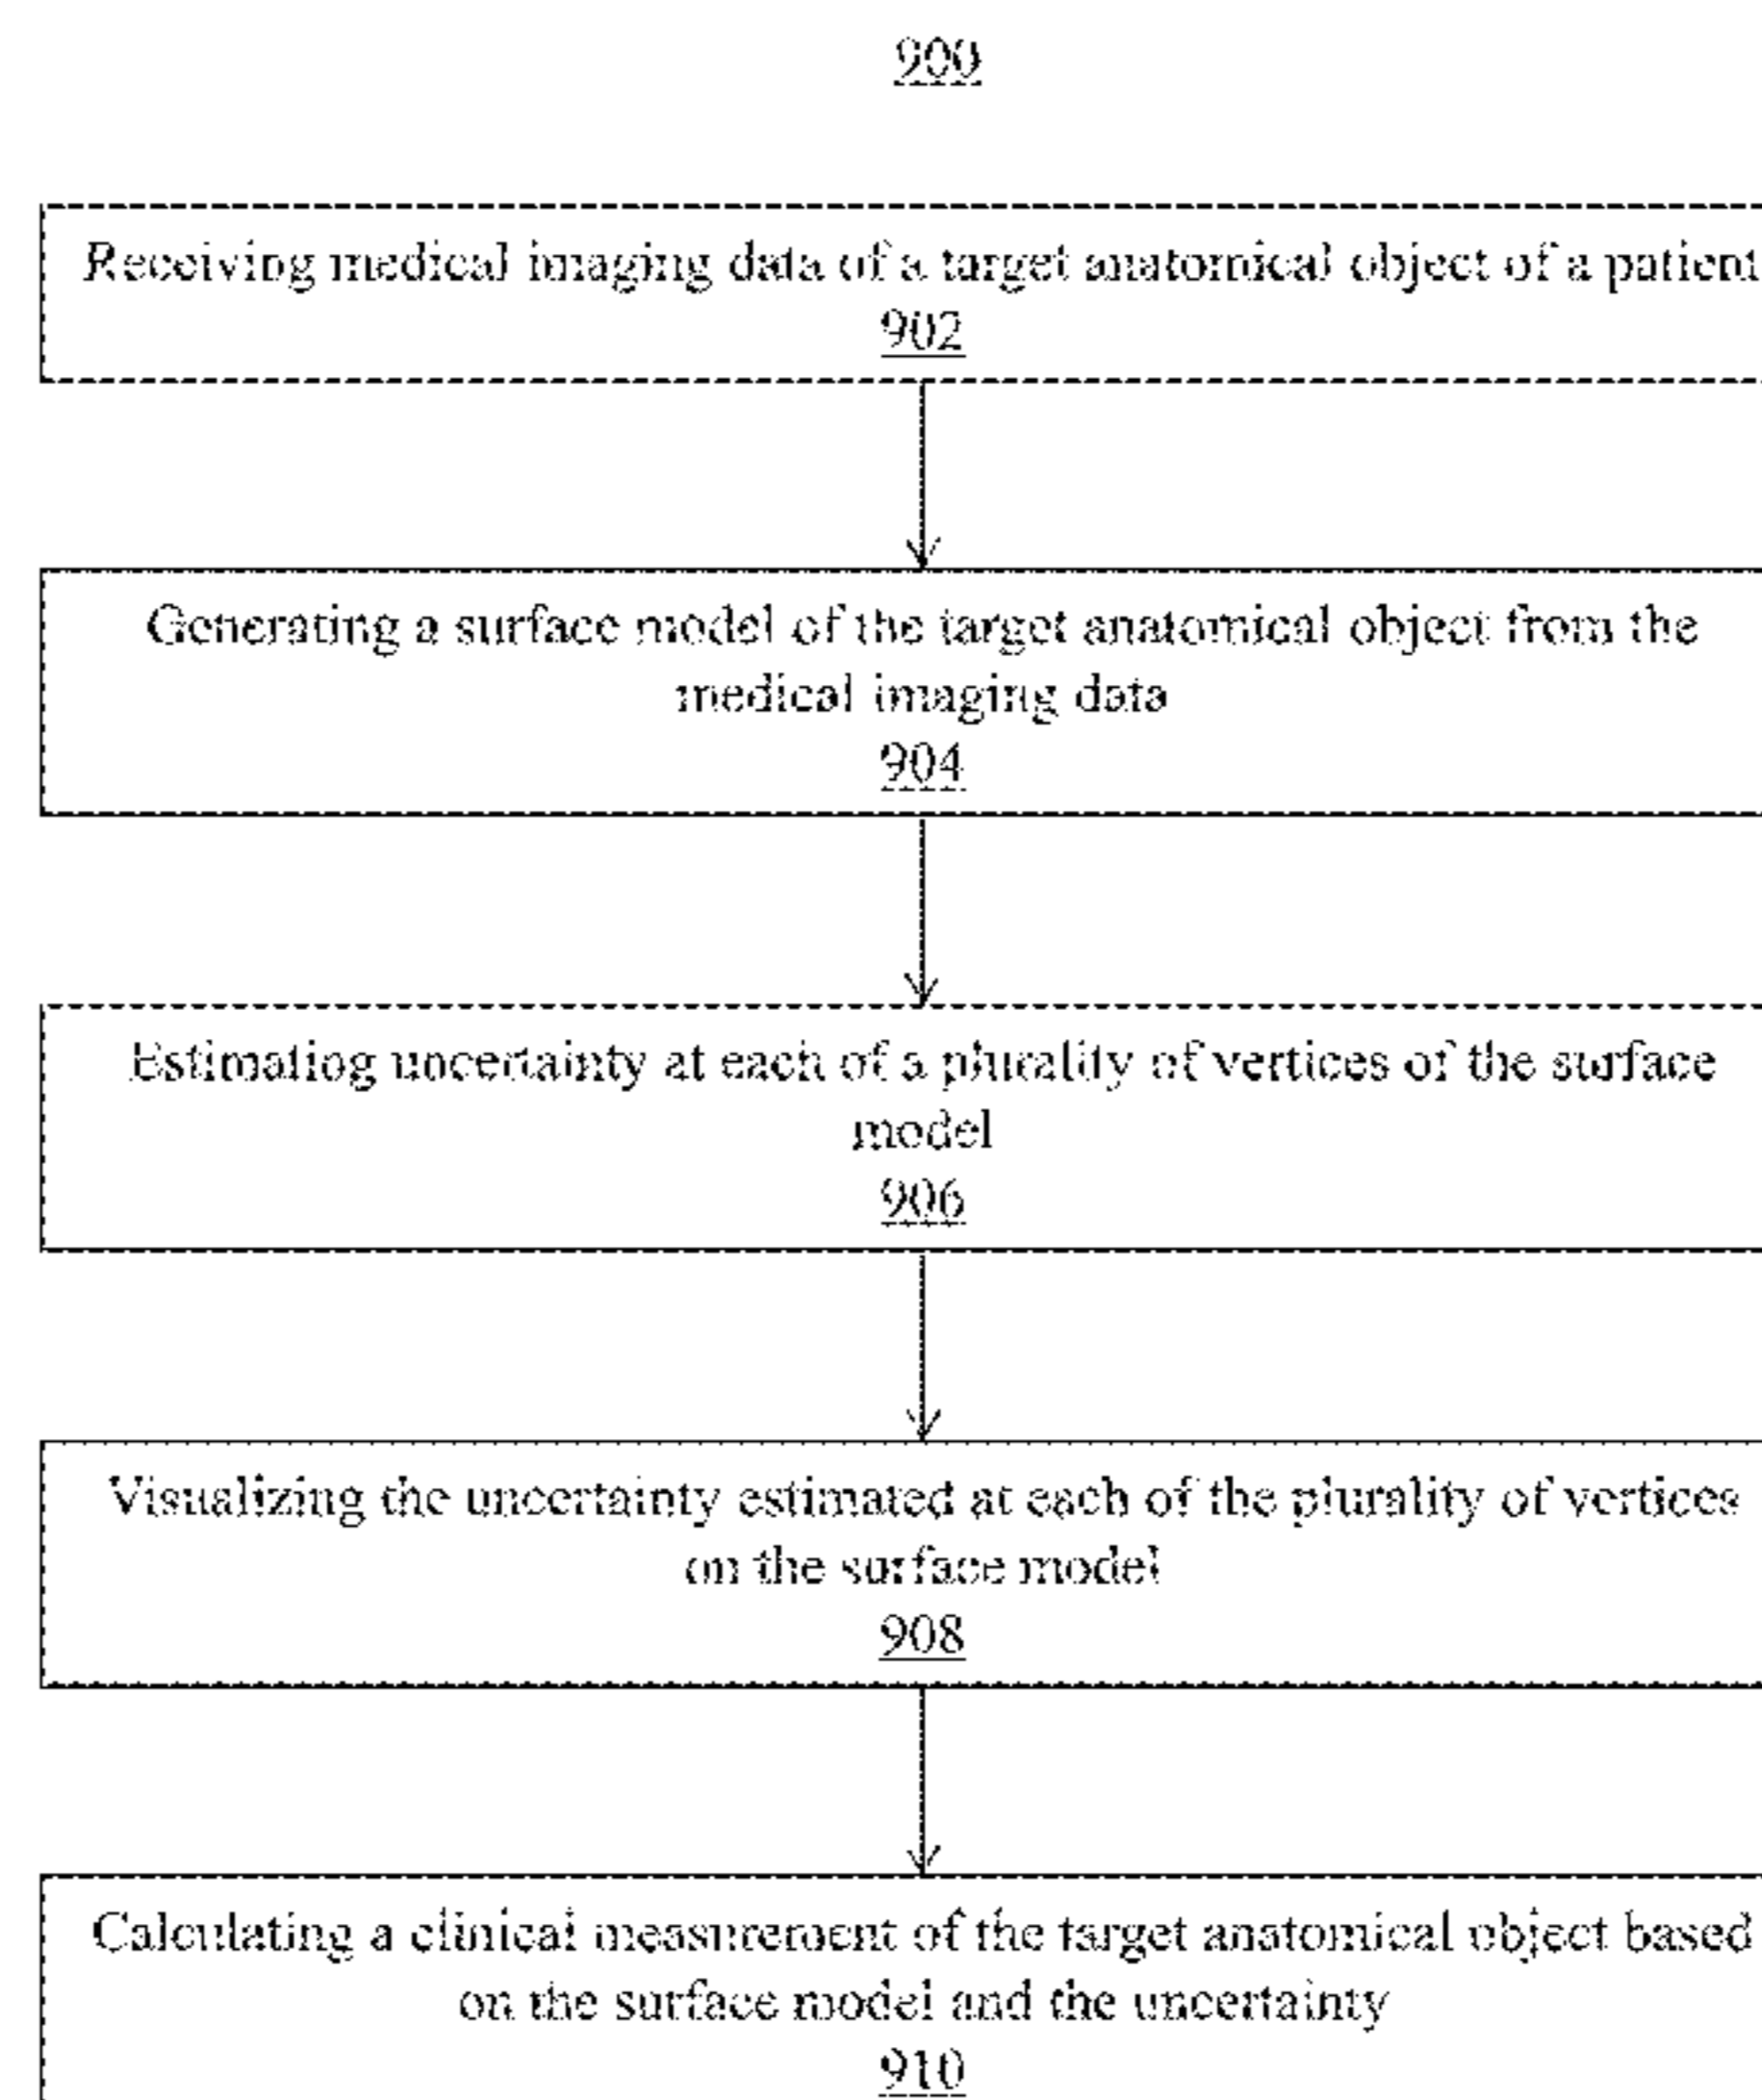 900
Receiving medical imaging data of a target anatomical object of a patient
902
Generating a surface model of the target anatomical object from the
medical imaging data
904
Estimating uncertainty at each of a plurality of vertices of the surface
model
906
Visualizing the uncertainty estimated at each of the plurality of vertices
on the surface model
908
Calculating a clinical measurement of the target anatomical object based
on the surface model and the uncertainty
910